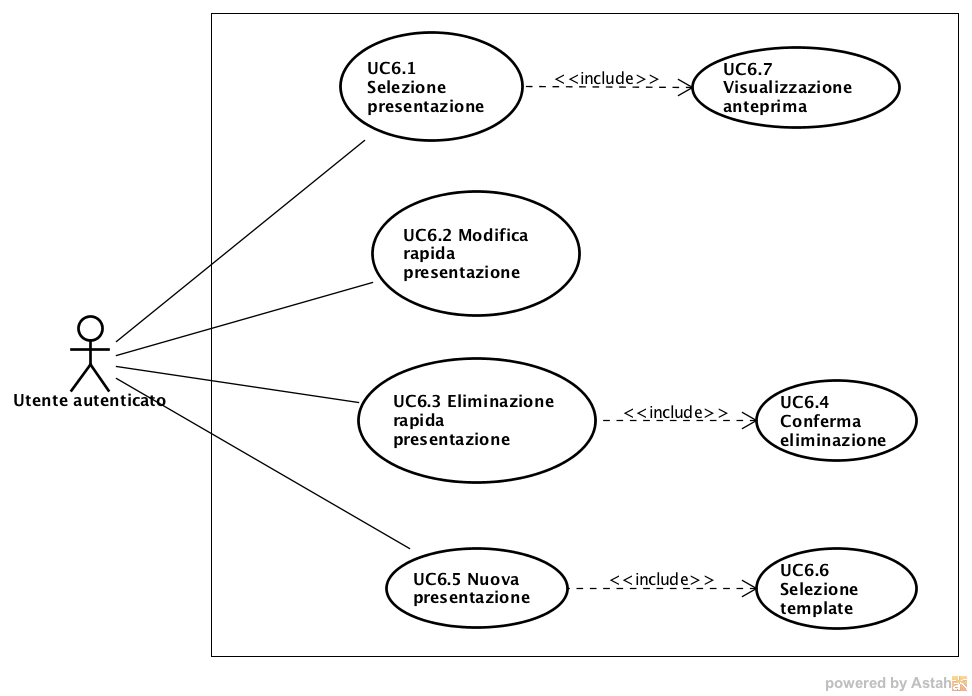 UC6.1
Selezione
presentazione
<<include>>
UC6.7
Visualizzazione
anteprima
UC6.2 Modifica
rapida
presentazione
Utente autenticato
UC6.3 Eliminazione
rapida
presentazione
<<include>>
UC6.4
Conferma
eliminazione
UC6.5 Nuova
presentazione
<<include>>
UC6.6
Selezione
template
powered by Astah